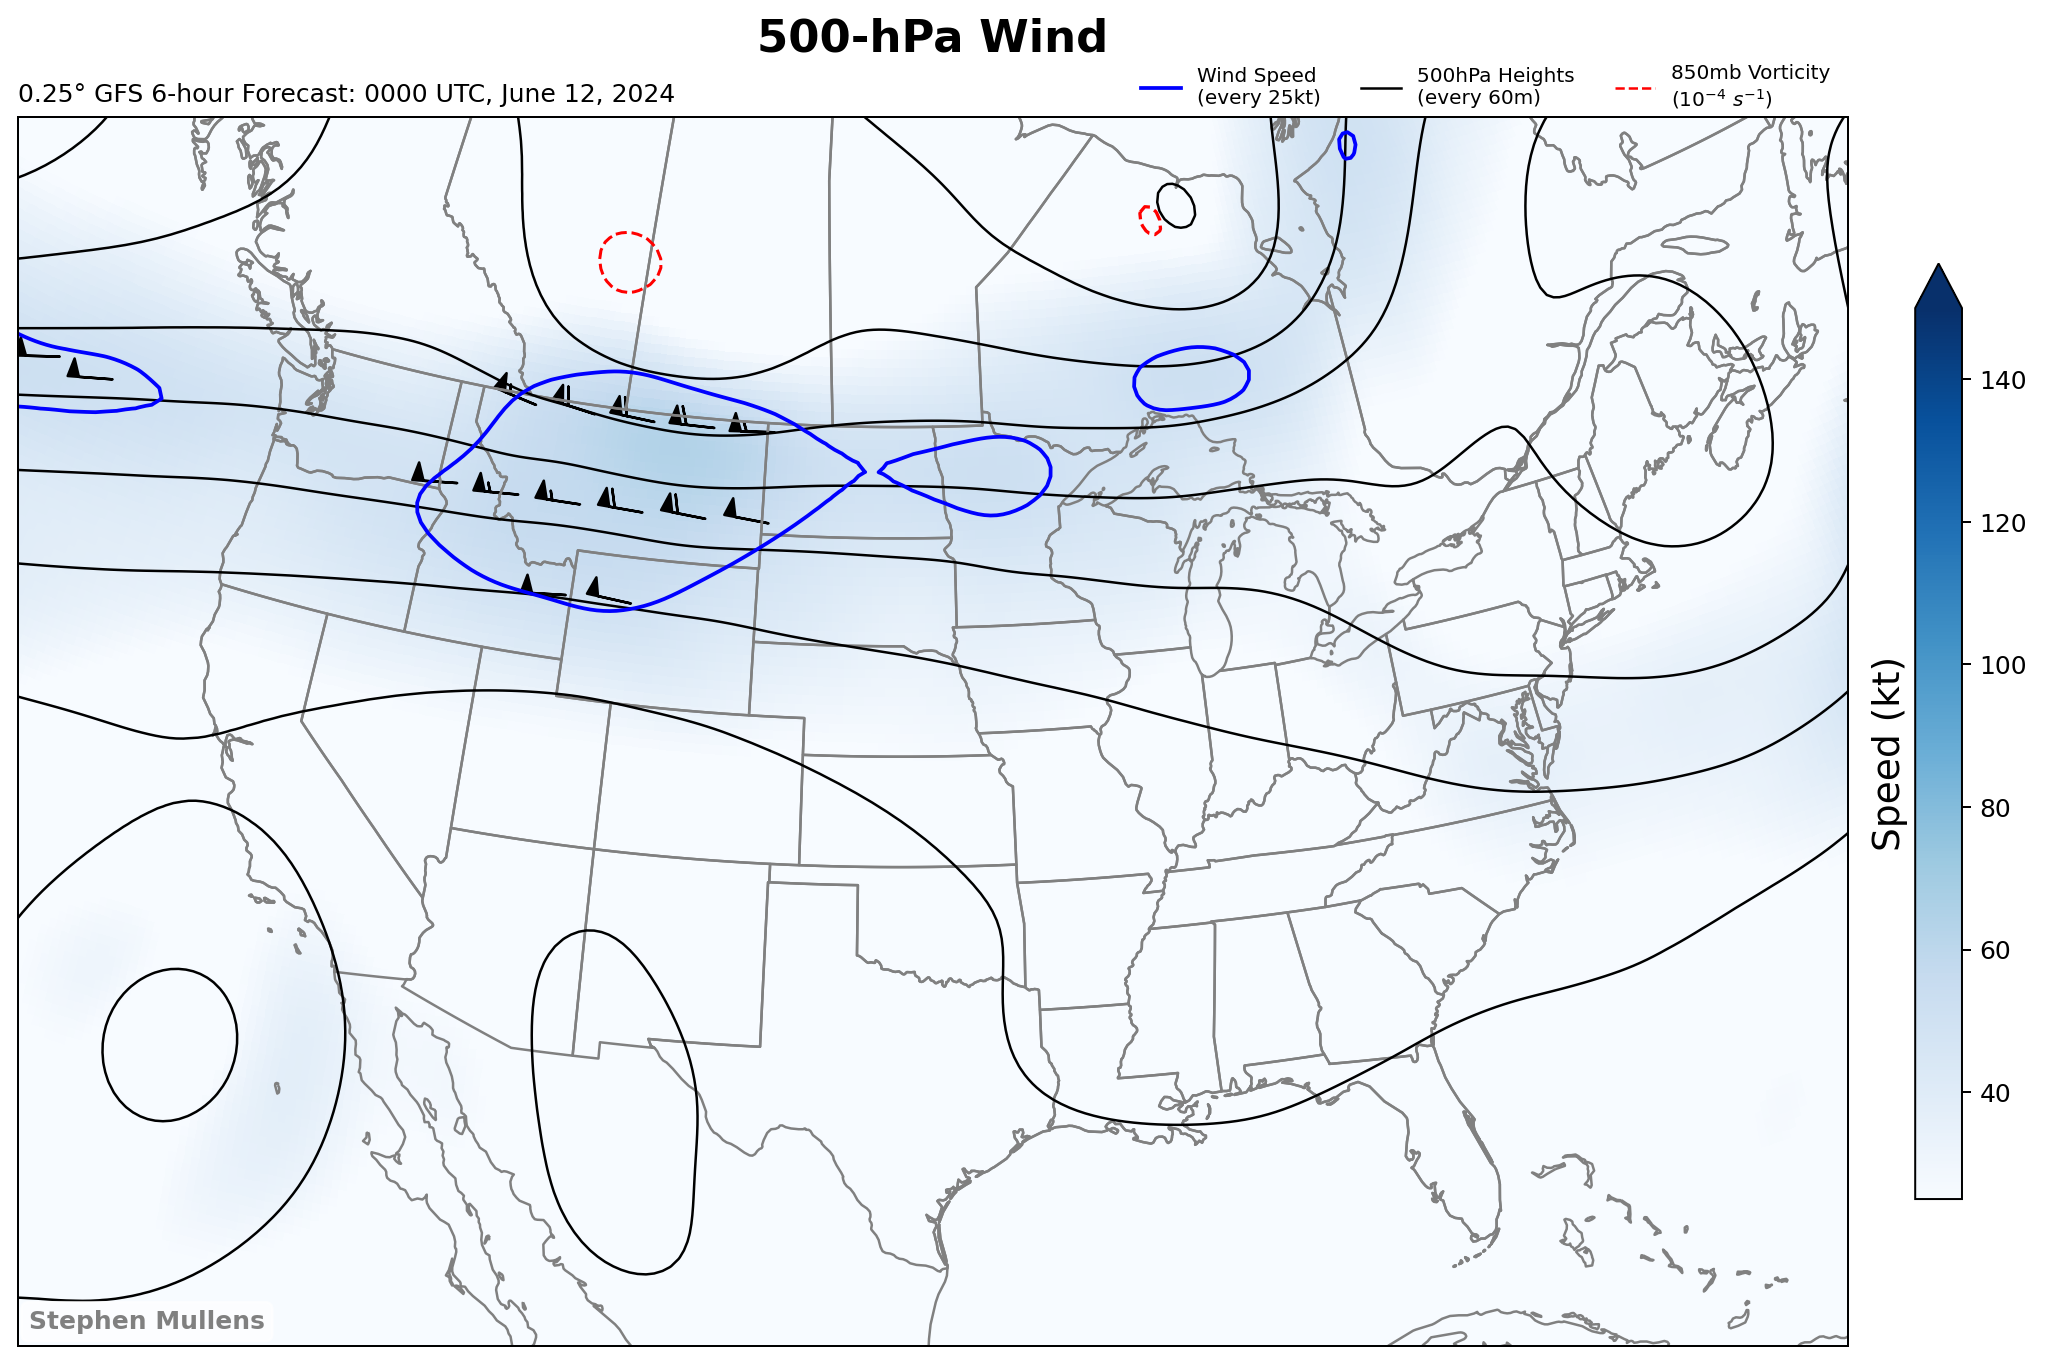 500-hPa Wind
0.25° GFS 6-hour Forecast: 0000 UTC, June 12, 2024
Wind Speed
(every 25kt)
500hPa Heights
(every 60m)
850mb Vorticity
(10⁻⁴ s⁻¹)
140
120
100
80
60
40
Speed (kt)
Stephen Mullens